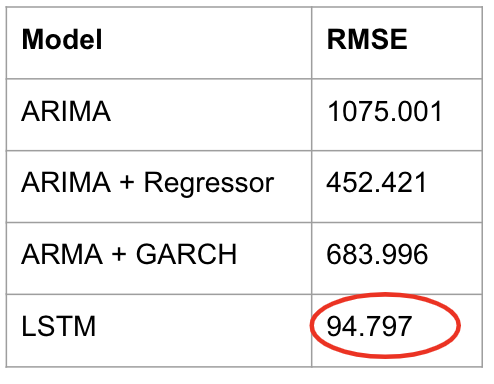 Model RMSE
ARIMA 1075.001
ARIMA + Regressor 452.421
ARMA + GARCH 683.996
LSTM 94.797